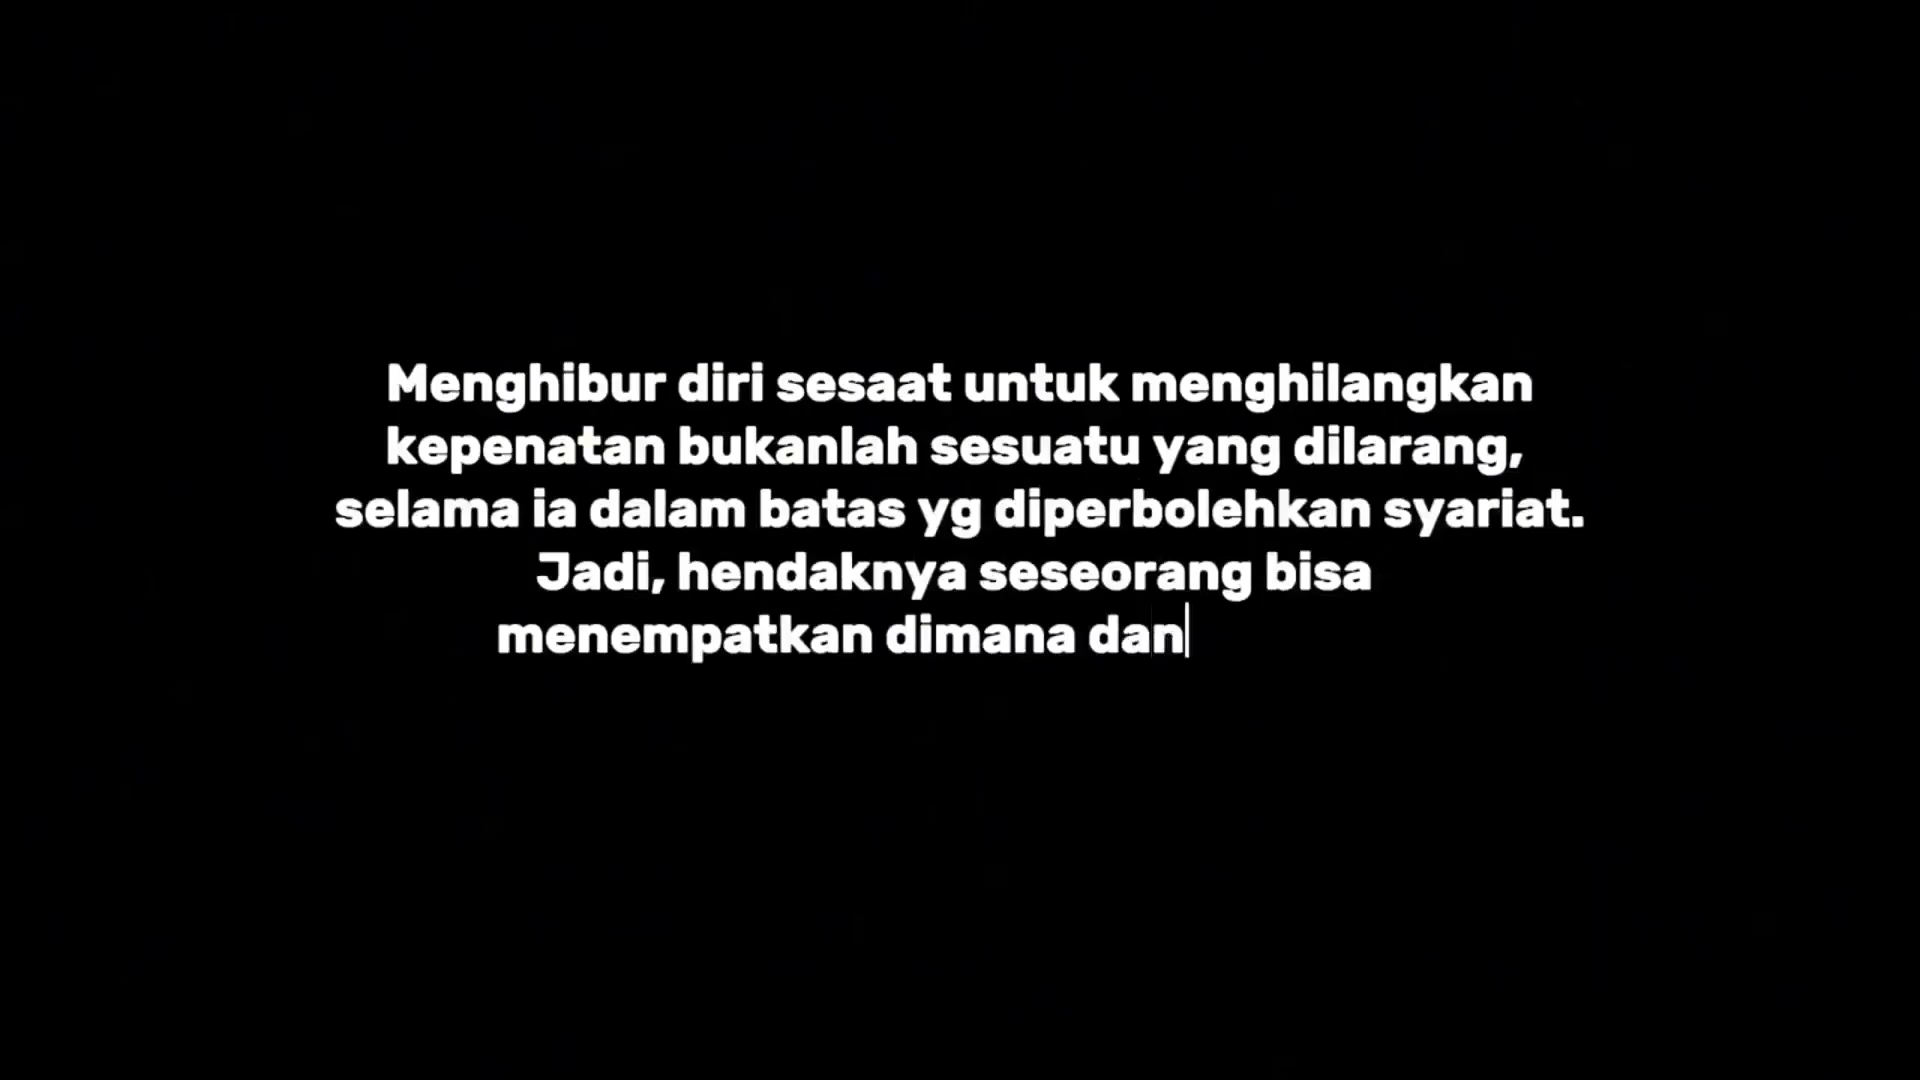 Menghibur diri sesaat untuk menghilangkan
kepenatan bukanlah sesuatu yang dilarang,
selama ia dalam batas yg diperbolehkan syariat.
Jadi, hendaknya seseorang bisa
menempatkan dimana dan